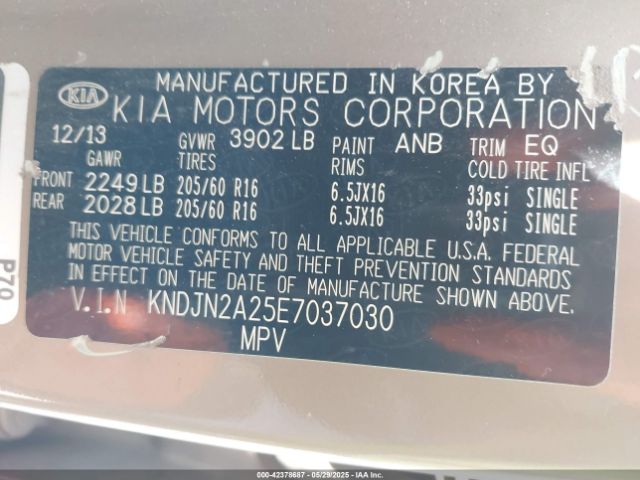 MANUFACTURED IN KOREA BY
KIA
KIA MOTORS CORPORATION
12/13 GVWR 3902 LB PAINT ANB TRIM EQ
GAWR TIRES RIMS COLD TIRE INFL
FRONT 2249 LB 205/60 R16 6.5JX16 33psi SINGLE
REAR 2028 LB 205/60 R16 6.5JX16 33psi SINGLE
THIS VEHICLE CONFORMS TO ALL APPLICABLE U.S.A. FEDERAL
MOTOR VEHICLE SAFETY AND THEFT PREVENTION STANDARDS
IN EFFECT ON THE DATE OF MANUFACTURE SHOWN ABOVE.
V.I.N KNDJN2A25E7037030
MPV
P70
000-42378687 - 05/29/2025 - IAAI.COM